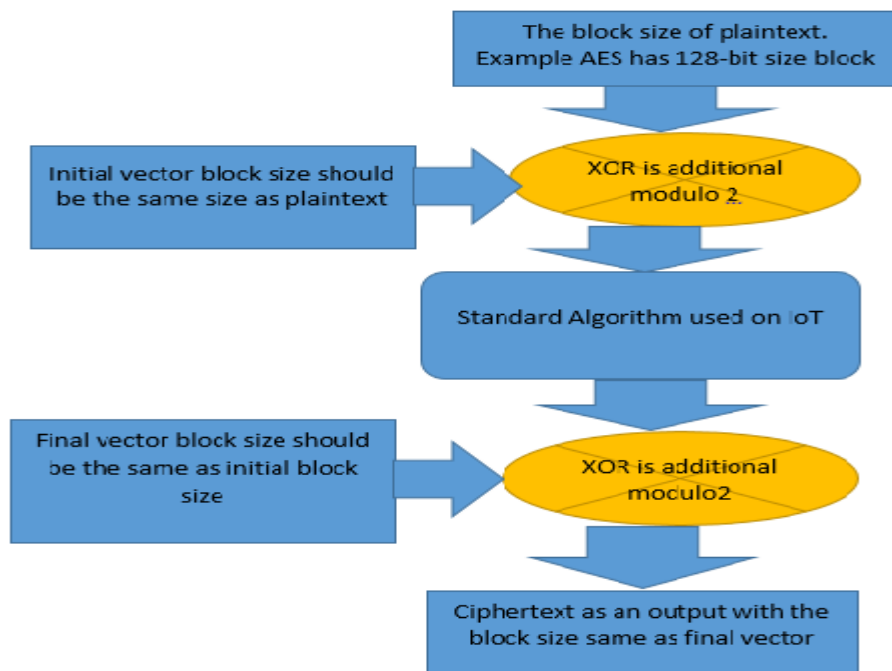 The block size of plaintext.
Example AES has 128-bit size block
Initial vector block size should
be the same size as plaintext
XCR is additional
modulo 2
Standard Algorithm used on IoT
Final vector block size should
be the same as initial block
size
XOR is additional
modulo2
Ciphertext as an output with the
block size same as final vector